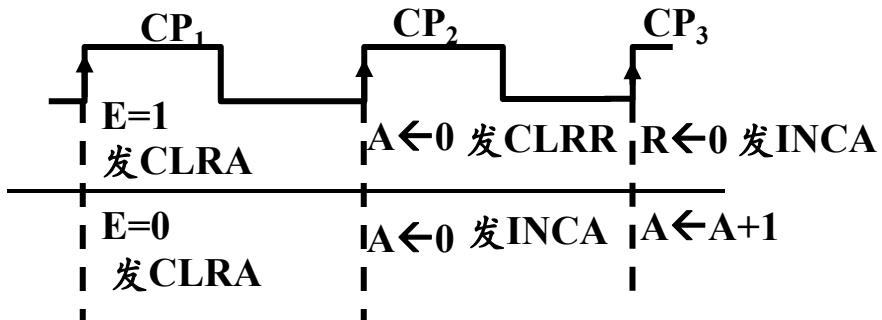 CP₁ CP₂ CP₃
E=1
发CLRA
A←0 发CLRR
R←0 发INCA
E=0
发CLRA
A←0 发INCA
A←A+1